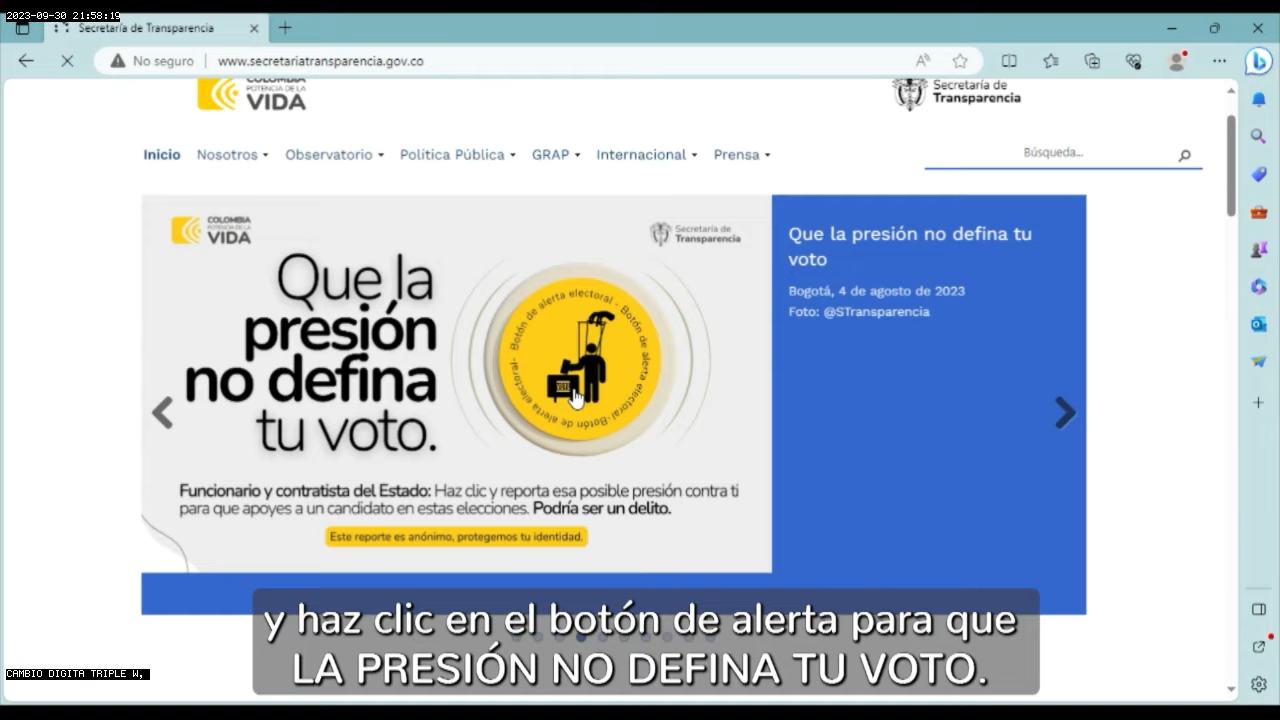 2023-09-30 21:58:19
Secretaría de Transparencia
No seguro
www.secretariatransparencia.gov.co
COLOMBIA
POTENCIA DE LA
VIDA
Secretaría de
Transparencia
Inicio Nosotros Observatorio Política Pública GRAP Internacional Prensa
Búsqueda...
COLOMBIA
POTENCIA DE LA
VIDA
Secretaría de
Transparencia
Que la
presión
no defina
tu voto.
Botón de alerta electoral - Botón de alerta electoral - Botón de alerta electoral -
Funcionario y contratista del Estado: Haz clic y reporta esa posible presión contra ti
para que apoyes a un candidato en estas elecciones. Podría ser un delito.
Este reporte es anónimo, protegemos tu identidad.
Que la presión no defina tu
voto
Bogotá, 4 de agosto de 2023
Foto: @STransparencia
y haz clic en el botón de alerta para que
LA PRESIÓN NO DEFINA TU VOTO.
CAMBIO DIGITA TRIPLE W,